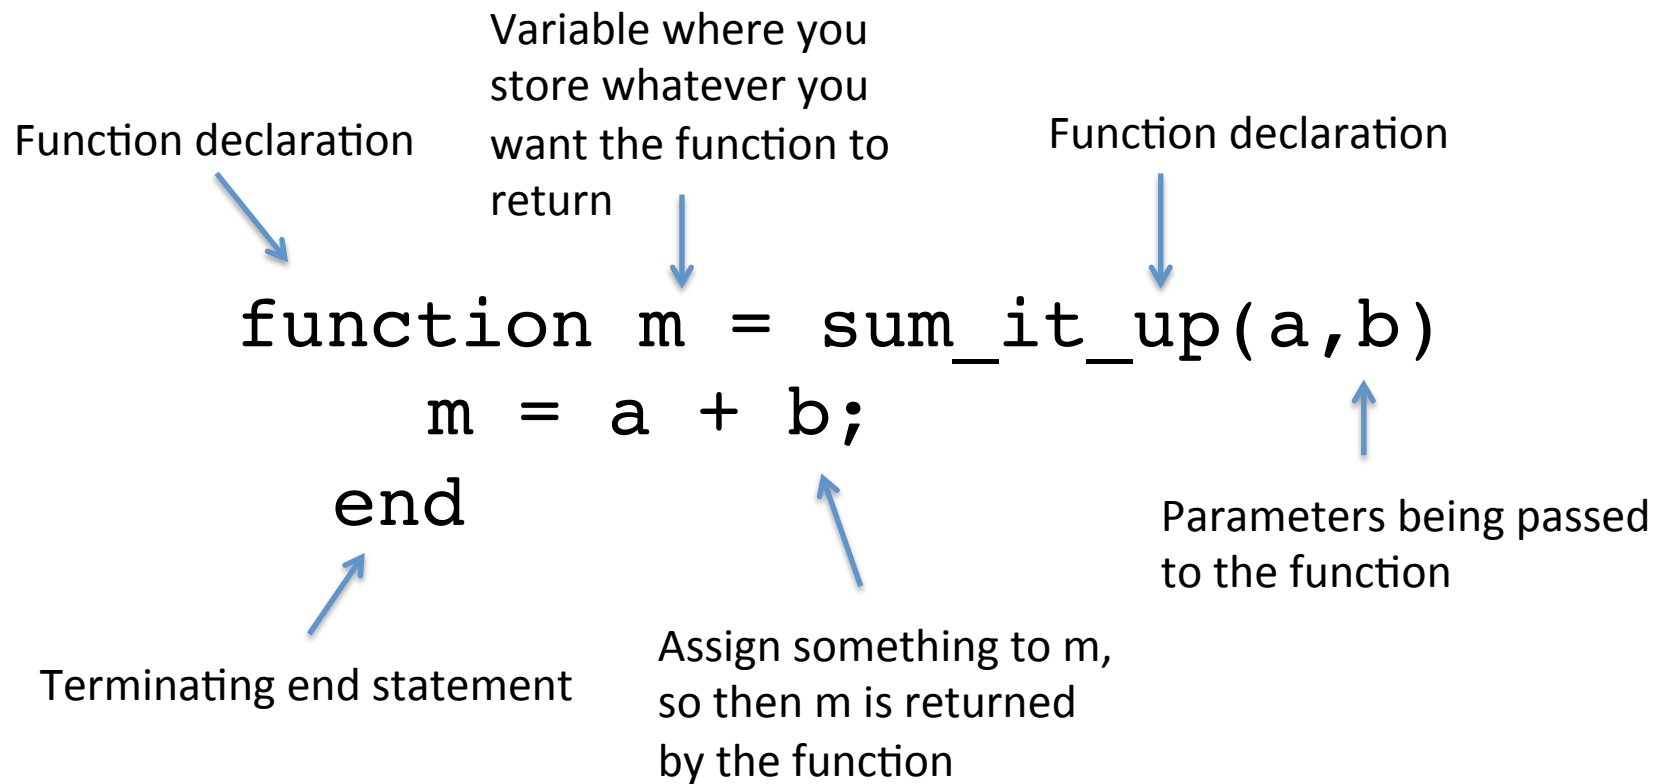 Variable where you
store whatever you
want the function to
return
Function declaration
Function declaration
function m = sum_it_up(a,b)
m = a + b;
end
Parameters being passed
to the function
Terminating end statement
Assign something to m,
so then m is returned
by the function